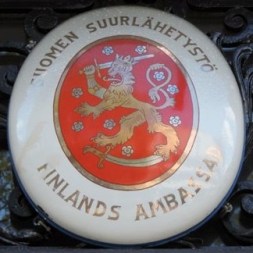 SUOMEN SUURLÄHETYSTÖ
FINLANDS AMBASSAD